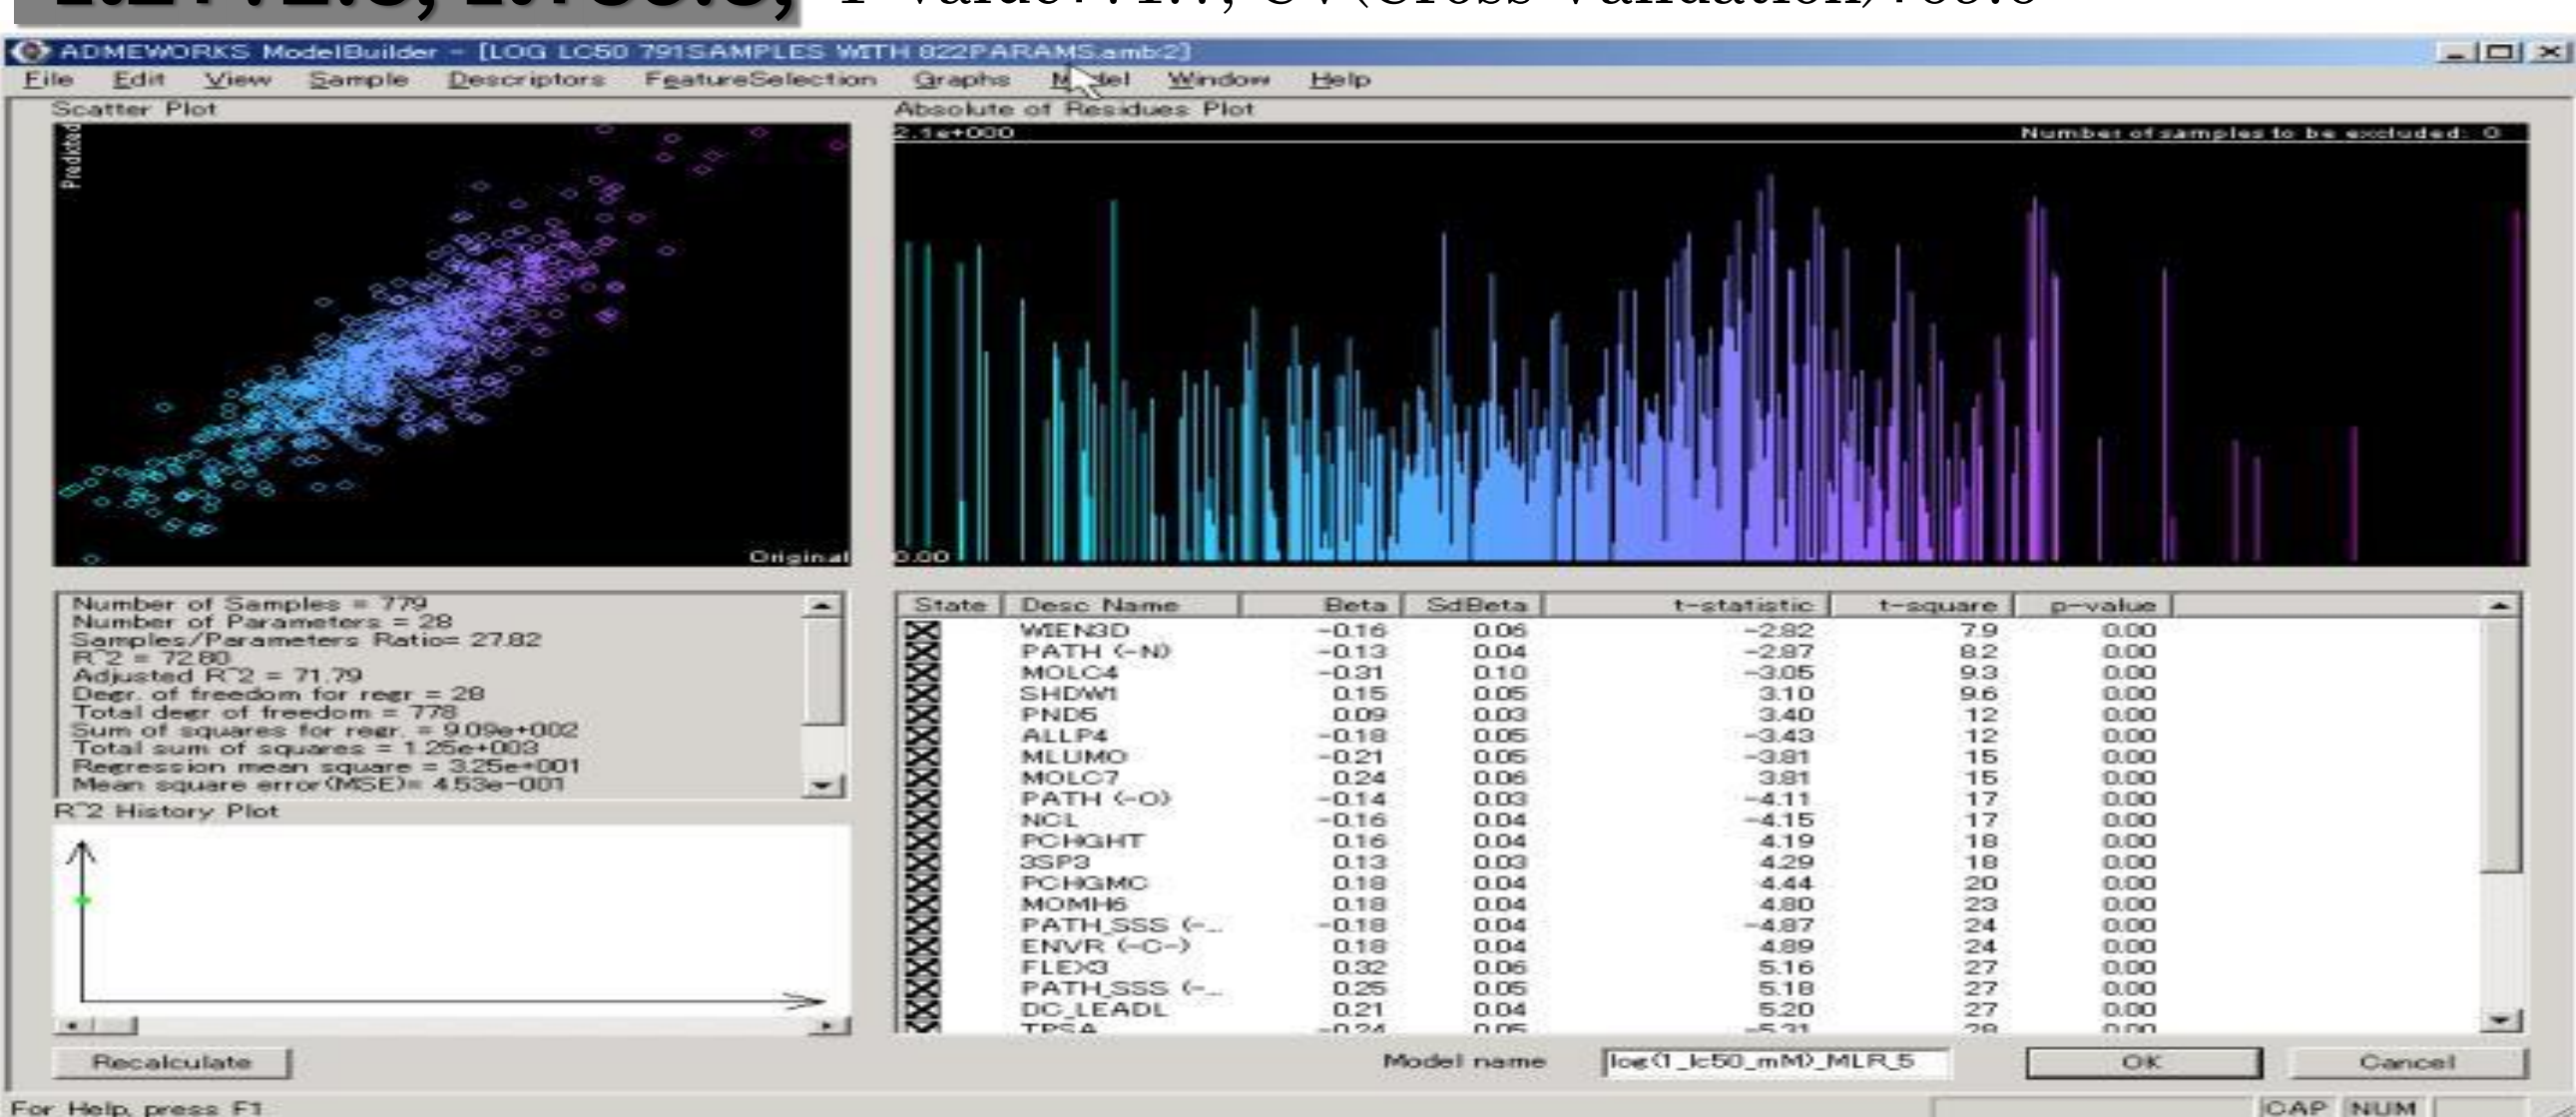 ADMEWORKS ModelBuilder - [LOG LC50 791SAMPLES WITH 822PARAMS.amb:2]
File Edit View Sample Descriptors FeatureSelection Graphs Model Window Help
Scatter Plot
Absolute of Residues Plot
Predicted
Original
2.1e+000
Number of samples to be excluded: 0
0.00
Number of Samples = 779
Number of Parameters = 28
Samples/Parameters Ratio= 27.82
R^2 = 72.80
Adjusted R^2 = 71.79
Degr. of freedom for regr = 28
Total degr of freedom = 778
Sum of squares for regr. = 9.09e+002
Total sum of squares = 1.25e+003
Regression mean square = 3.25e+001
Mean square error(MSE)= 4.53e-001
R^2 History Plot
State Desc Name Beta SdBeta t-statistic t-square p-value
WIEN3D -0.16 0.06 -2.82 7.9 0.00
PATH (-N) -0.13 0.04 -2.87 8.2 0.00
MOLC4 -0.31 0.10 -3.05 9.3 0.00
SHDW1 0.15 0.05 3.10 9.6 0.00
PND5 0.09 0.03 3.40 12 0.00
ALLP4 -0.18 0.05 -3.43 12 0.00
MLUMO -0.21 0.05 -3.81 15 0.00
MOLC7 0.24 0.06 3.81 15 0.00
PATH (-O) -0.14 0.03 -4.11 17 0.00
NCL -0.16 0.04 -4.15 17 0.00
PCHGHT 0.16 0.04 4.19 18 0.00
3SP3 0.13 0.03 4.29 18 0.00
PCHGMC 0.18 0.04 4.44 20 0.00
MOMH6 0.18 0.04 4.80 23 0.00
PATH_SSS (-... -0.18 0.04 -4.87 24 0.00
ENVR (-C-) 0.18 0.04 4.89 24 0.00
FLEX3 0.32 0.06 5.16 27 0.00
PATH_SSS (-... 0.25 0.05 5.18 27 0.00
DC_LEADL 0.21 0.04 5.20 27 0.00
TPSA -0.24 0.05 -5.31 28 0.00
Recalculate
Model name log(1_lc50_mM)_MLR_5 OK Cancel
For Help, press F1
CAP NUM